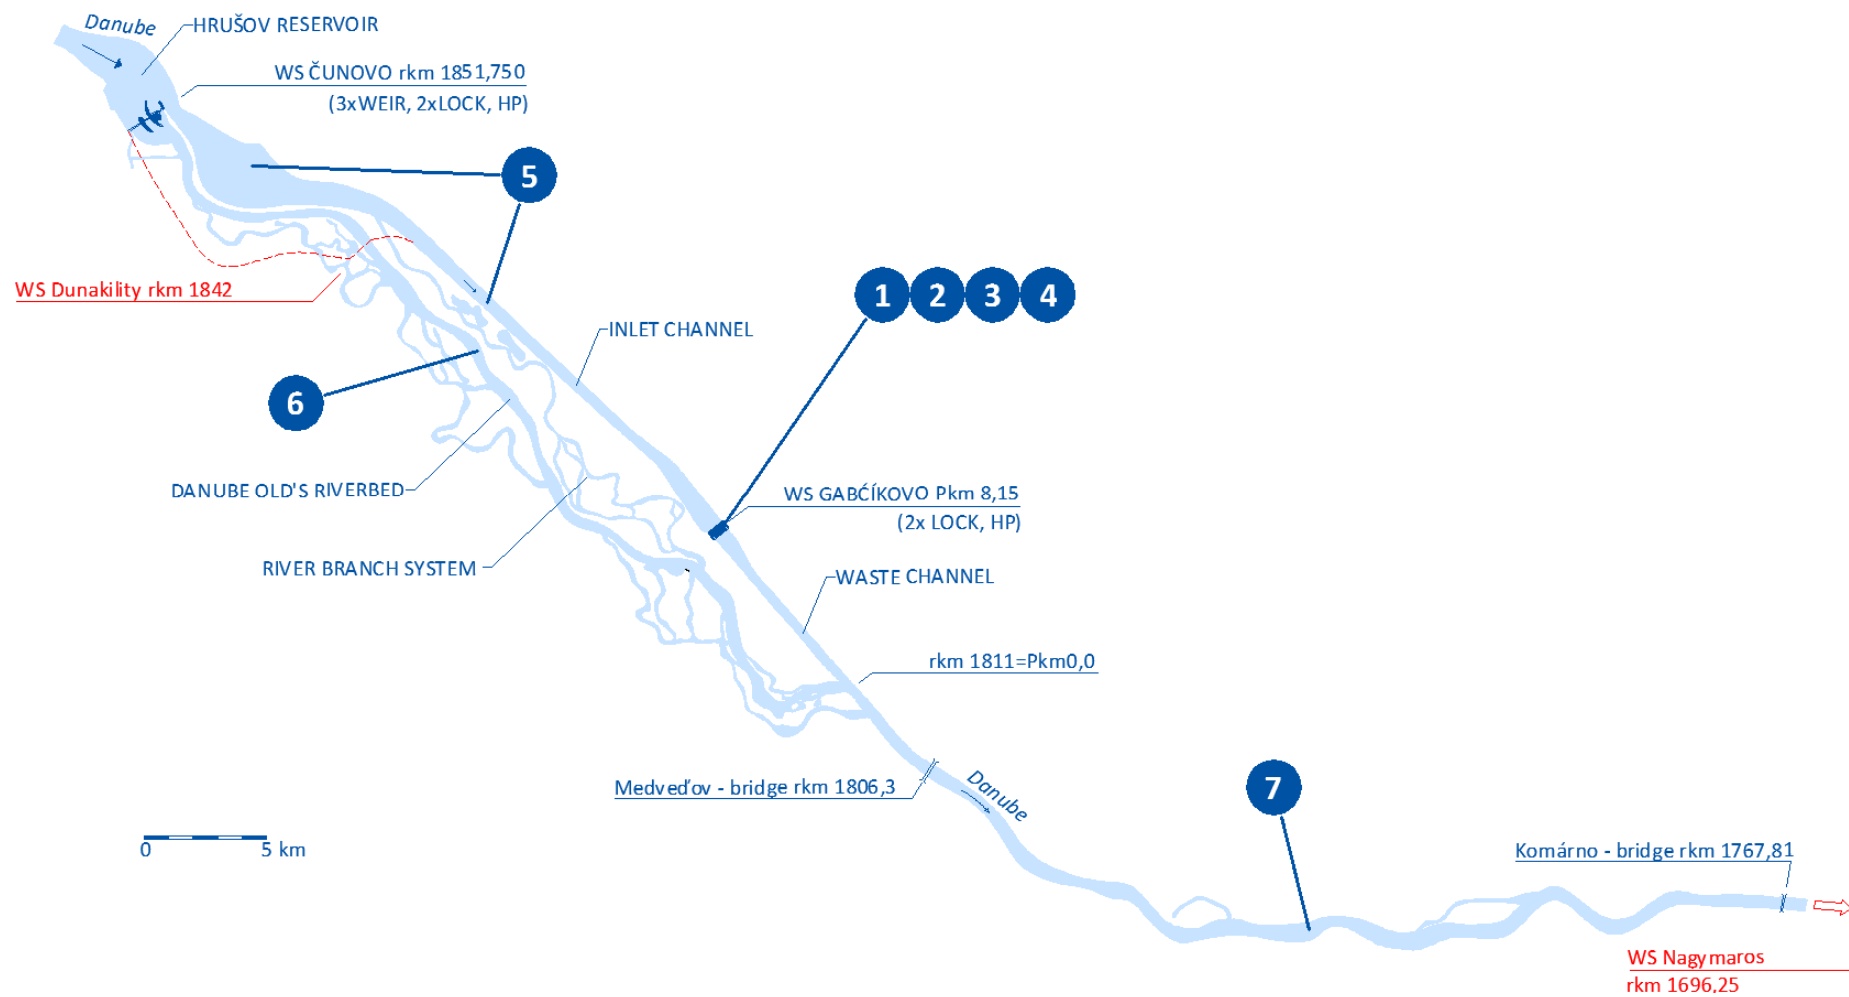 Danube
HRUŠOV RESERVOIR
WS ČUNOVO rkm 1851,750
(3xWEIR, 2xLOCK, HP)
5
WS Dunakility rkm 1842
1 2 3 4
INLET CHANNEL
6
DANUBE OLD'S RIVERBED
WS GABĆÍKOVO Pkm 8,15
(2x LOCK, HP)
RIVER BRANCH SYSTEM
WASTE CHANNEL
rkm 1811=Pkm0,0
Medveďov - bridge rkm 1806,3
Danube
7
0 5 km
Komárno - bridge rkm 1767,81
WS Nagymaros
rkm 1696,25